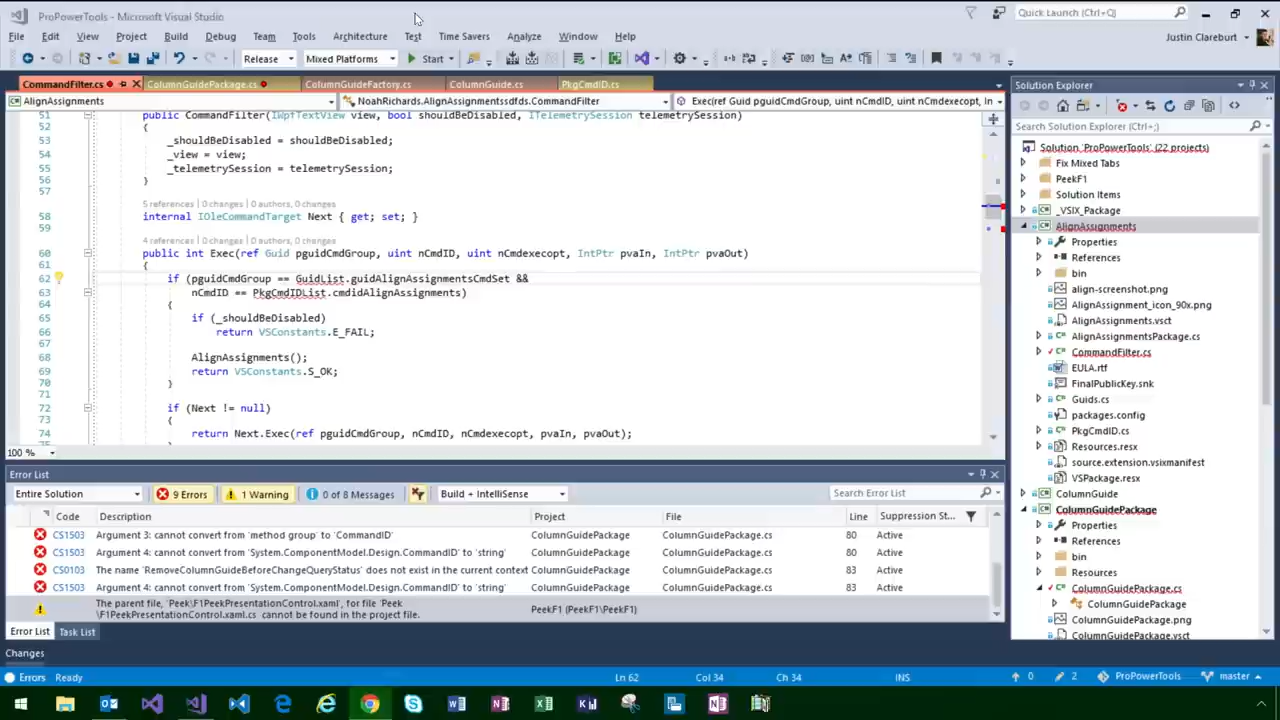 ProPowerTools - Microsoft Visual Studio
Quick Launch (Ctrl+Q)
File Edit View Project Build Debug Team Tools Architecture Test Time Savers Analyze Window Help
Justin Clareburt
Release Mixed Platforms Start
CommandFilter.cs ColumnGuidePackage.cs ColumnGuideFactory.cs ColumnGuide.cs PkgCmdID.cs
AlignAssignments NoahRichards.AlignAssignmentssdfds.CommandFilter Exec(ref Guid pguidCmdGroup, uint nCmdID, uint nCmdexecopt, In
51 public CommandFilter(IWpfTextView view, bool shouldBeDisabled, ITelemetrySession telemetrySession)
52 {
53 _shouldBeDisabled = shouldBeDisabled;
54 _view = view;
55 _telemetrySession = telemetrySession;
56 }
57
5 references | 0 changes | 0 authors, 0 changes
58 internal IOleCommandTarget Next { get; set; }
59
4 references | 0 changes | 0 authors, 0 changes
60 public int Exec(ref Guid pguidCmdGroup, uint nCmdID, uint nCmdexecopt, IntPtr pvaIn, IntPtr pvaOut)
61 {
62 if (pguidCmdGroup == GuidList.guidAlignAssignmentsCmdSet &&
63 nCmdID == PkgCmdIDList.cmdidAlignAssignments)
64 {
65 if (_shouldBeDisabled)
66 return VSConstants.E_FAIL;
67
68 AlignAssignments();
69 return VSConstants.S_OK;
70 }
71
72 if (Next != null)
73 {
74 return Next.Exec(ref pguidCmdGroup, nCmdID, nCmdexecopt, pvaIn, pvaOut);
100 %
Solution Explorer
Search Solution Explorer (Ctrl+;)
Solution 'ProPowerTools' (22 projects)
Fix Mixed Tabs
PeekF1
Solution Items
_VSIX_Package
AlignAssignments
Properties
References
bin
align-screenshot.png
AlignAssignment_icon_90x.png
AlignAssignments.vsct
AlignAssignmentsPackage.cs
CommandFilter.cs
EULA.rtf
FinalPublicKey.snk
Guids.cs
packages.config
PkgCmdID.cs
Resources.resx
source.extension.vsixmanifest
VSPackage.resx
ColumnGuide
ColumnGuidePackage
Properties
References
bin
Resources
ColumnGuidePackage.cs
ColumnGuidePackage
ColumnGuidePackage.png
ColumnGuidePackage.vsct
Error List
Entire Solution 9 Errors 1 Warning 0 of 8 Messages Build + IntelliSense Search Error List
Code Description Project File Line Suppression St...
CS1503 Argument 3: cannot convert from 'method group' to 'CommandID' ColumnGuidePackage ColumnGuidePackage.cs 80 Active
CS1503 Argument 4: cannot convert from 'System.ComponentModel.Design.CommandID' to 'string' ColumnGuidePackage ColumnGuidePackage.cs 80 Active
CS0103 The name 'RemoveColumnGuideBeforeChangeQueryStatus' does not exist in the current context ColumnGuidePackage ColumnGuidePackage.cs 83 Active
CS1503 Argument 4: cannot convert from 'System.ComponentModel.Design.CommandID' to 'string' ColumnGuidePackage ColumnGuidePackage.cs 83 Active
The parent file, 'Peek\F1PeekPresentationControl.xaml', for file 'Peek
\F1PeekPresentationControl.xaml.cs' cannot be found in the project file. PeekF1 (PeekF1\PeekF1)
Error List Task List
Changes
Errors Ready Ln 62 Col 34 Ch 34 INS 0 2 ProPowerTools master